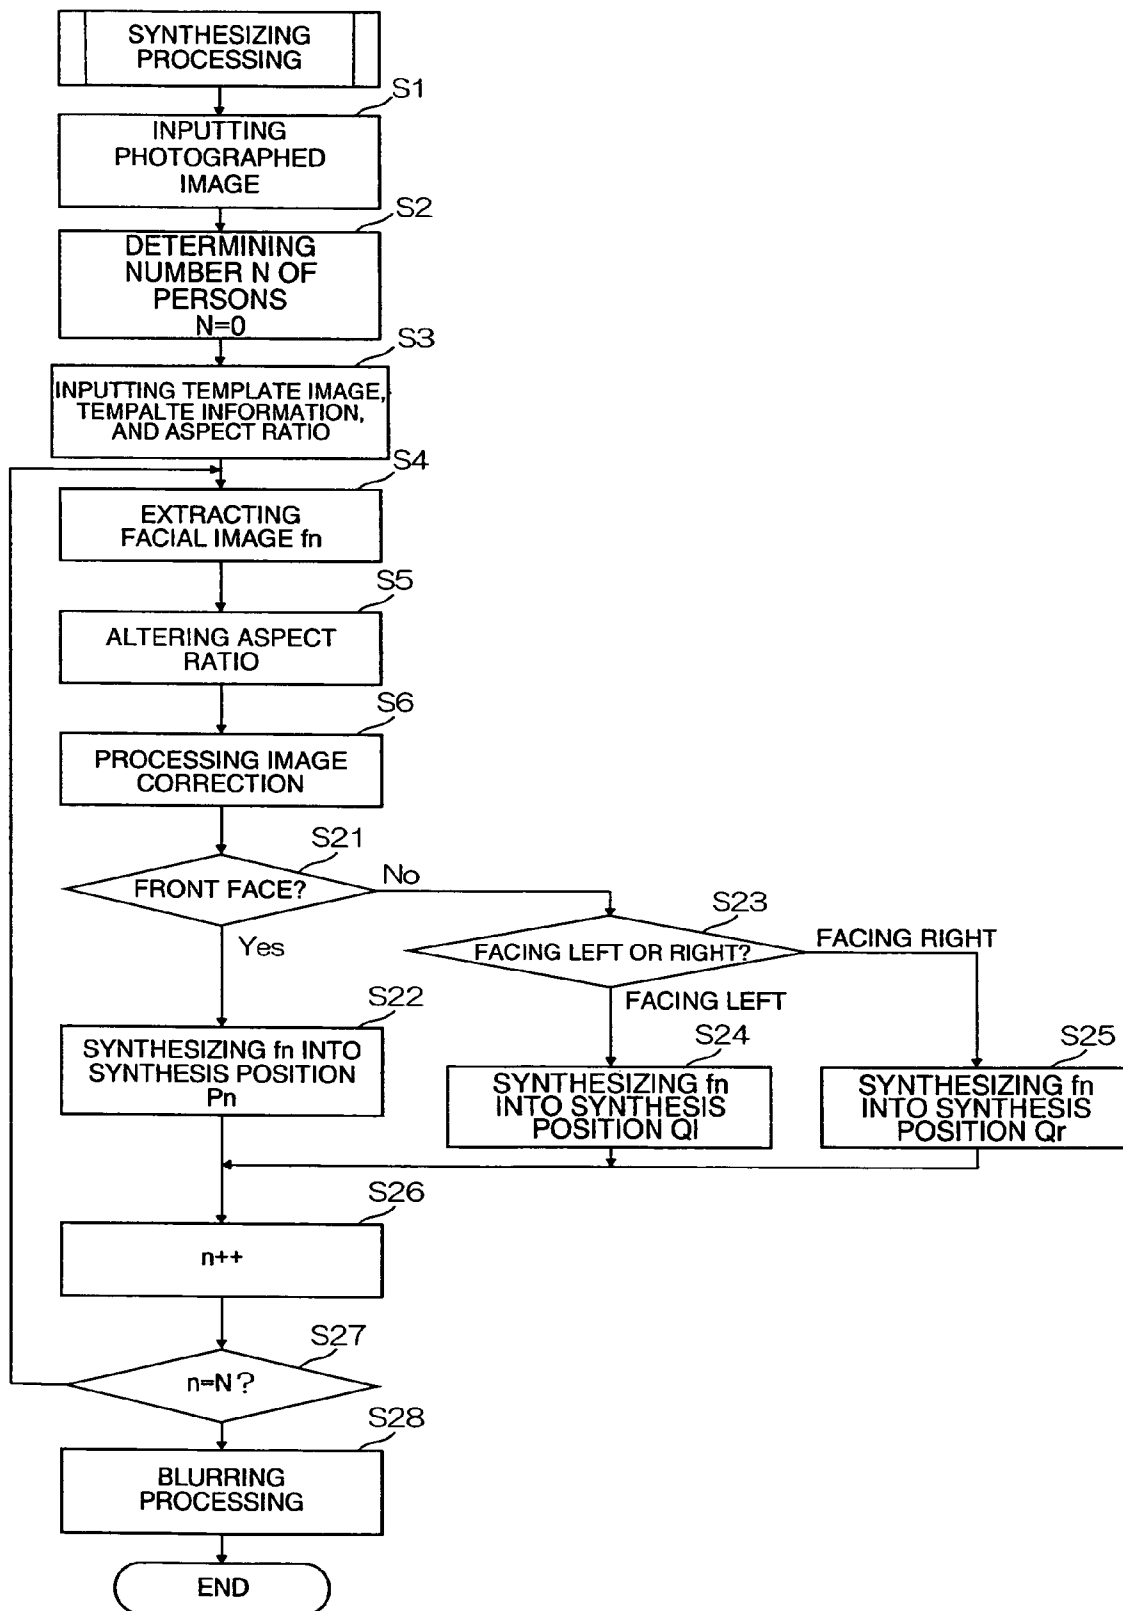 SYNTHESIZING
PROCESSING
S1
INPUTTING
PHOTOGRAPHED
IMAGE
S2
DETERMINING
NUMBER N OF
PERSONS
N=0
S3
INPUTTING TEMPLATE IMAGE,
TEMPALTE INFORMATION,
AND ASPECT RATIO
S4
EXTRACTING
FACIAL IMAGE fn
S5
ALTERING ASPECT
RATIO
S6
PROCESSING IMAGE
CORRECTION
S21
FRONT FACE?
No
Yes
S23
FACING LEFT OR RIGHT?
FACING RIGHT
FACING LEFT
S22
SYNTHESIZING fn INTO
SYNTHESIS POSITION
Pn
S24
SYNTHESIZING fn
INTO SYNTHESIS
POSITION Ql
S25
SYNTHESIZING fn
INTO SYNTHESIS
POSITION Qr
S26
n++
S27
n=N?
S28
BLURRING
PROCESSING
END